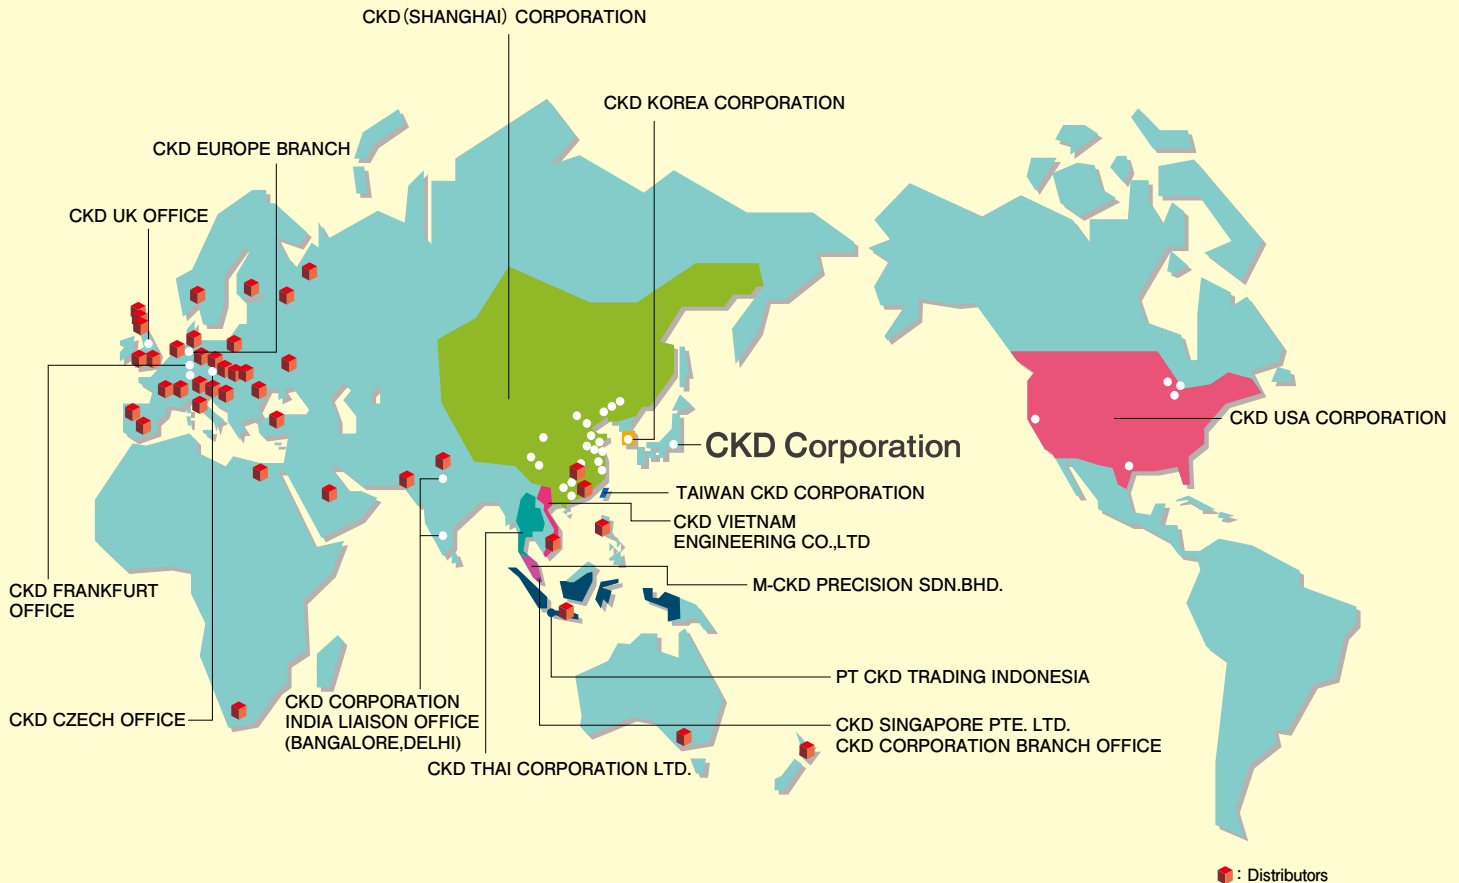 CKD(SHANGHAI) CORPORATION
CKD KOREA CORPORATION
CKD EUROPE BRANCH
CKD UK OFFICE
CKD USA CORPORATION
CKD Corporation
TAIWAN CKD CORPORATION
CKD VIETNAM
ENGINEERING CO.,LTD
M-CKD PRECISION SDN.BHD.
CKD FRANKFURT
OFFICE
PT CKD TRADING INDONESIA
CKD CZECH OFFICE
CKD CORPORATION
INDIA LIAISON OFFICE
(BANGALORE,DELHI)
CKD SINGAPORE PTE. LTD.
CKD CORPORATION BRANCH OFFICE
CKD THAI CORPORATION LTD.
: Distributors